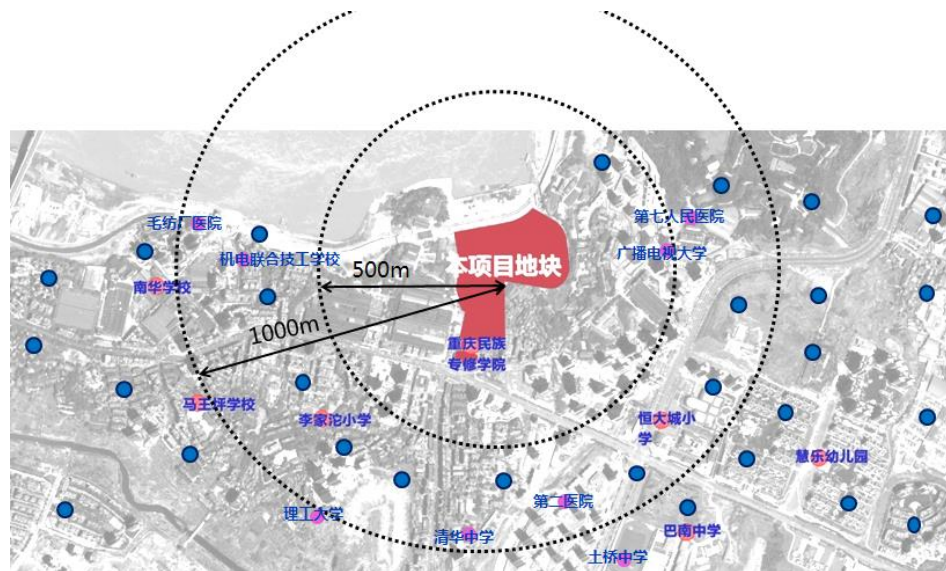 第七人民医院
毛纺厂医院
广播电视大学
机电联合技工学校
本项目地块
500m
南华学校
1000m
重庆民族
专修学院
马王坪学校
李家沱小学
恒大城小
学
慧乐幼儿园
第二医院
理工大学
清华中学
巴南中学
土桥中学